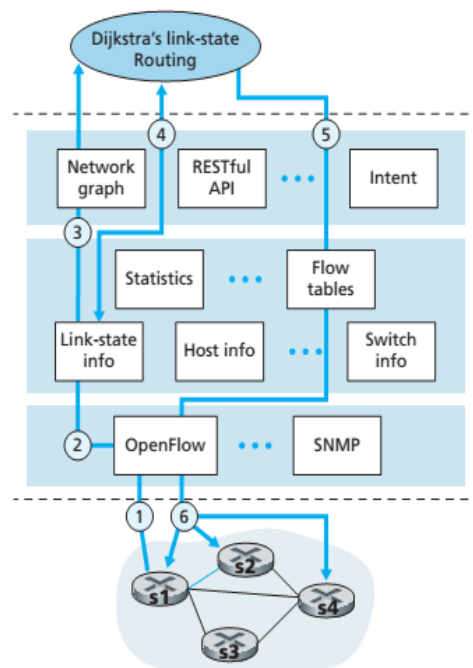 Dijkstra's link-state
Routing
4
5
Network
graph
RESTful
API
Intent
3
Statistics
Flow
tables
Link-state
info
Host info
Switch
info
2
OpenFlow
SNMP
1
6
s1
s2
s4
s3